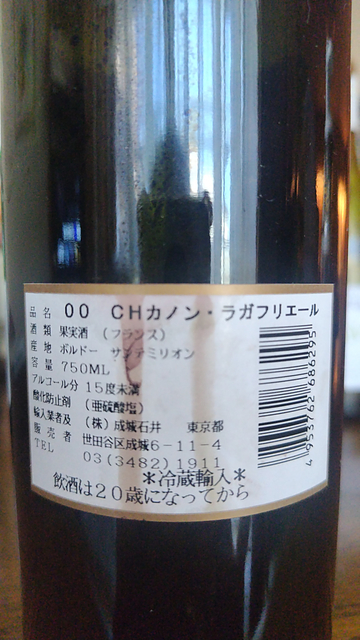 品名 00 CHカノン・ラガフリエール
酒類 果実酒 (フランス)
産地 ボルドー サンテミリオン
容量 750ML
アルコール分 15度未満
酸化防止剤 (亜硫酸塩)
輸入業者及 (株)成城石井 東京都
販売者 世田谷区成城6-11-4
TEL 03(3482)1911
*冷蔵輸入*
飲酒は20歳になってから
4953762686295